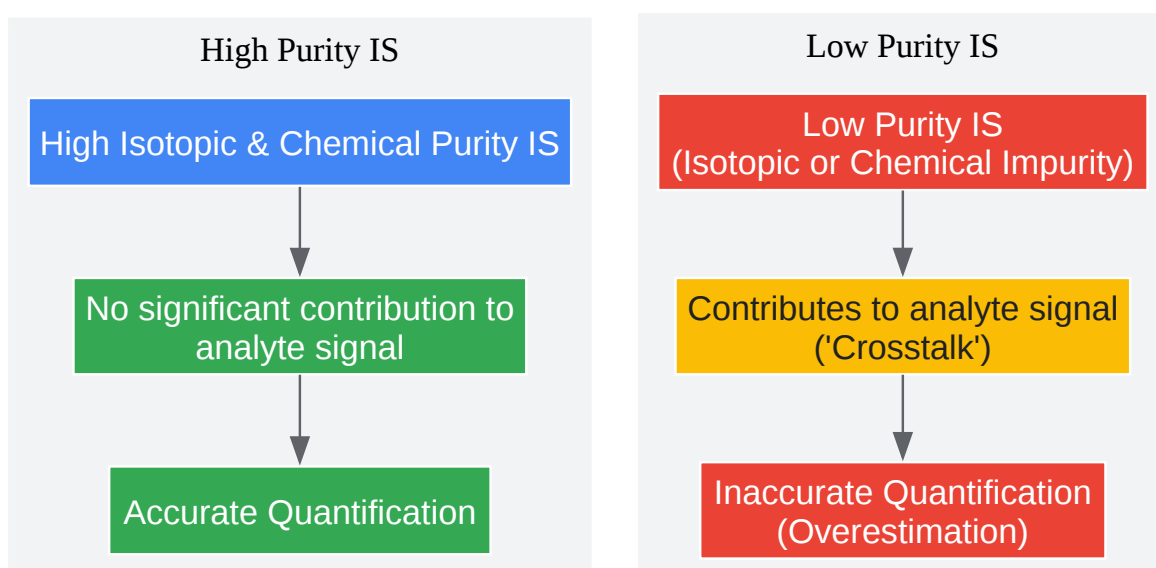 High Purity IS
High Isotopic & Chemical Purity IS
No significant contribution to
analyte signal
Accurate Quantification
Low Purity IS
Low Purity IS
(Isotopic or Chemical Impurity)
Contributes to analyte signal
('Crosstalk')
Inaccurate Quantification
(Overestimation)